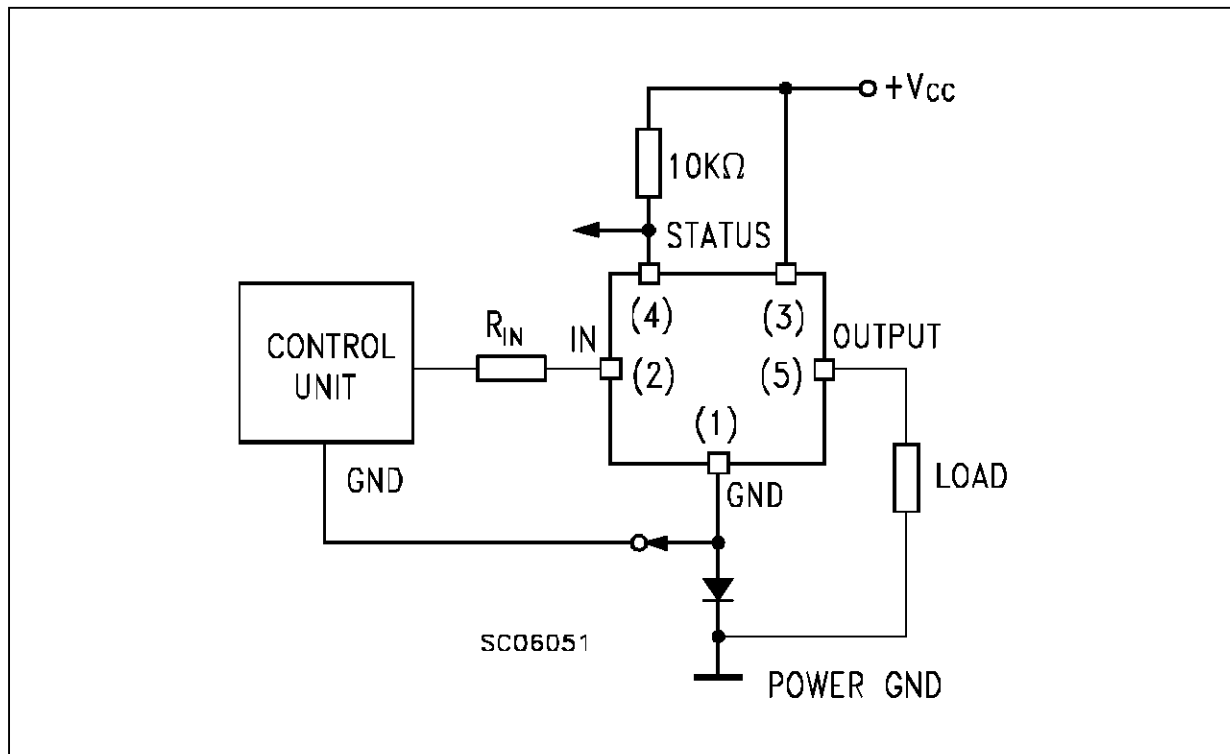 +VCC
10KΩ
STATUS
(4)
(3)
CONTROL
UNIT
RIN
IN
(2)
(5)
OUTPUT
(1)
GND
GND
LOAD
SC06051
POWER GND